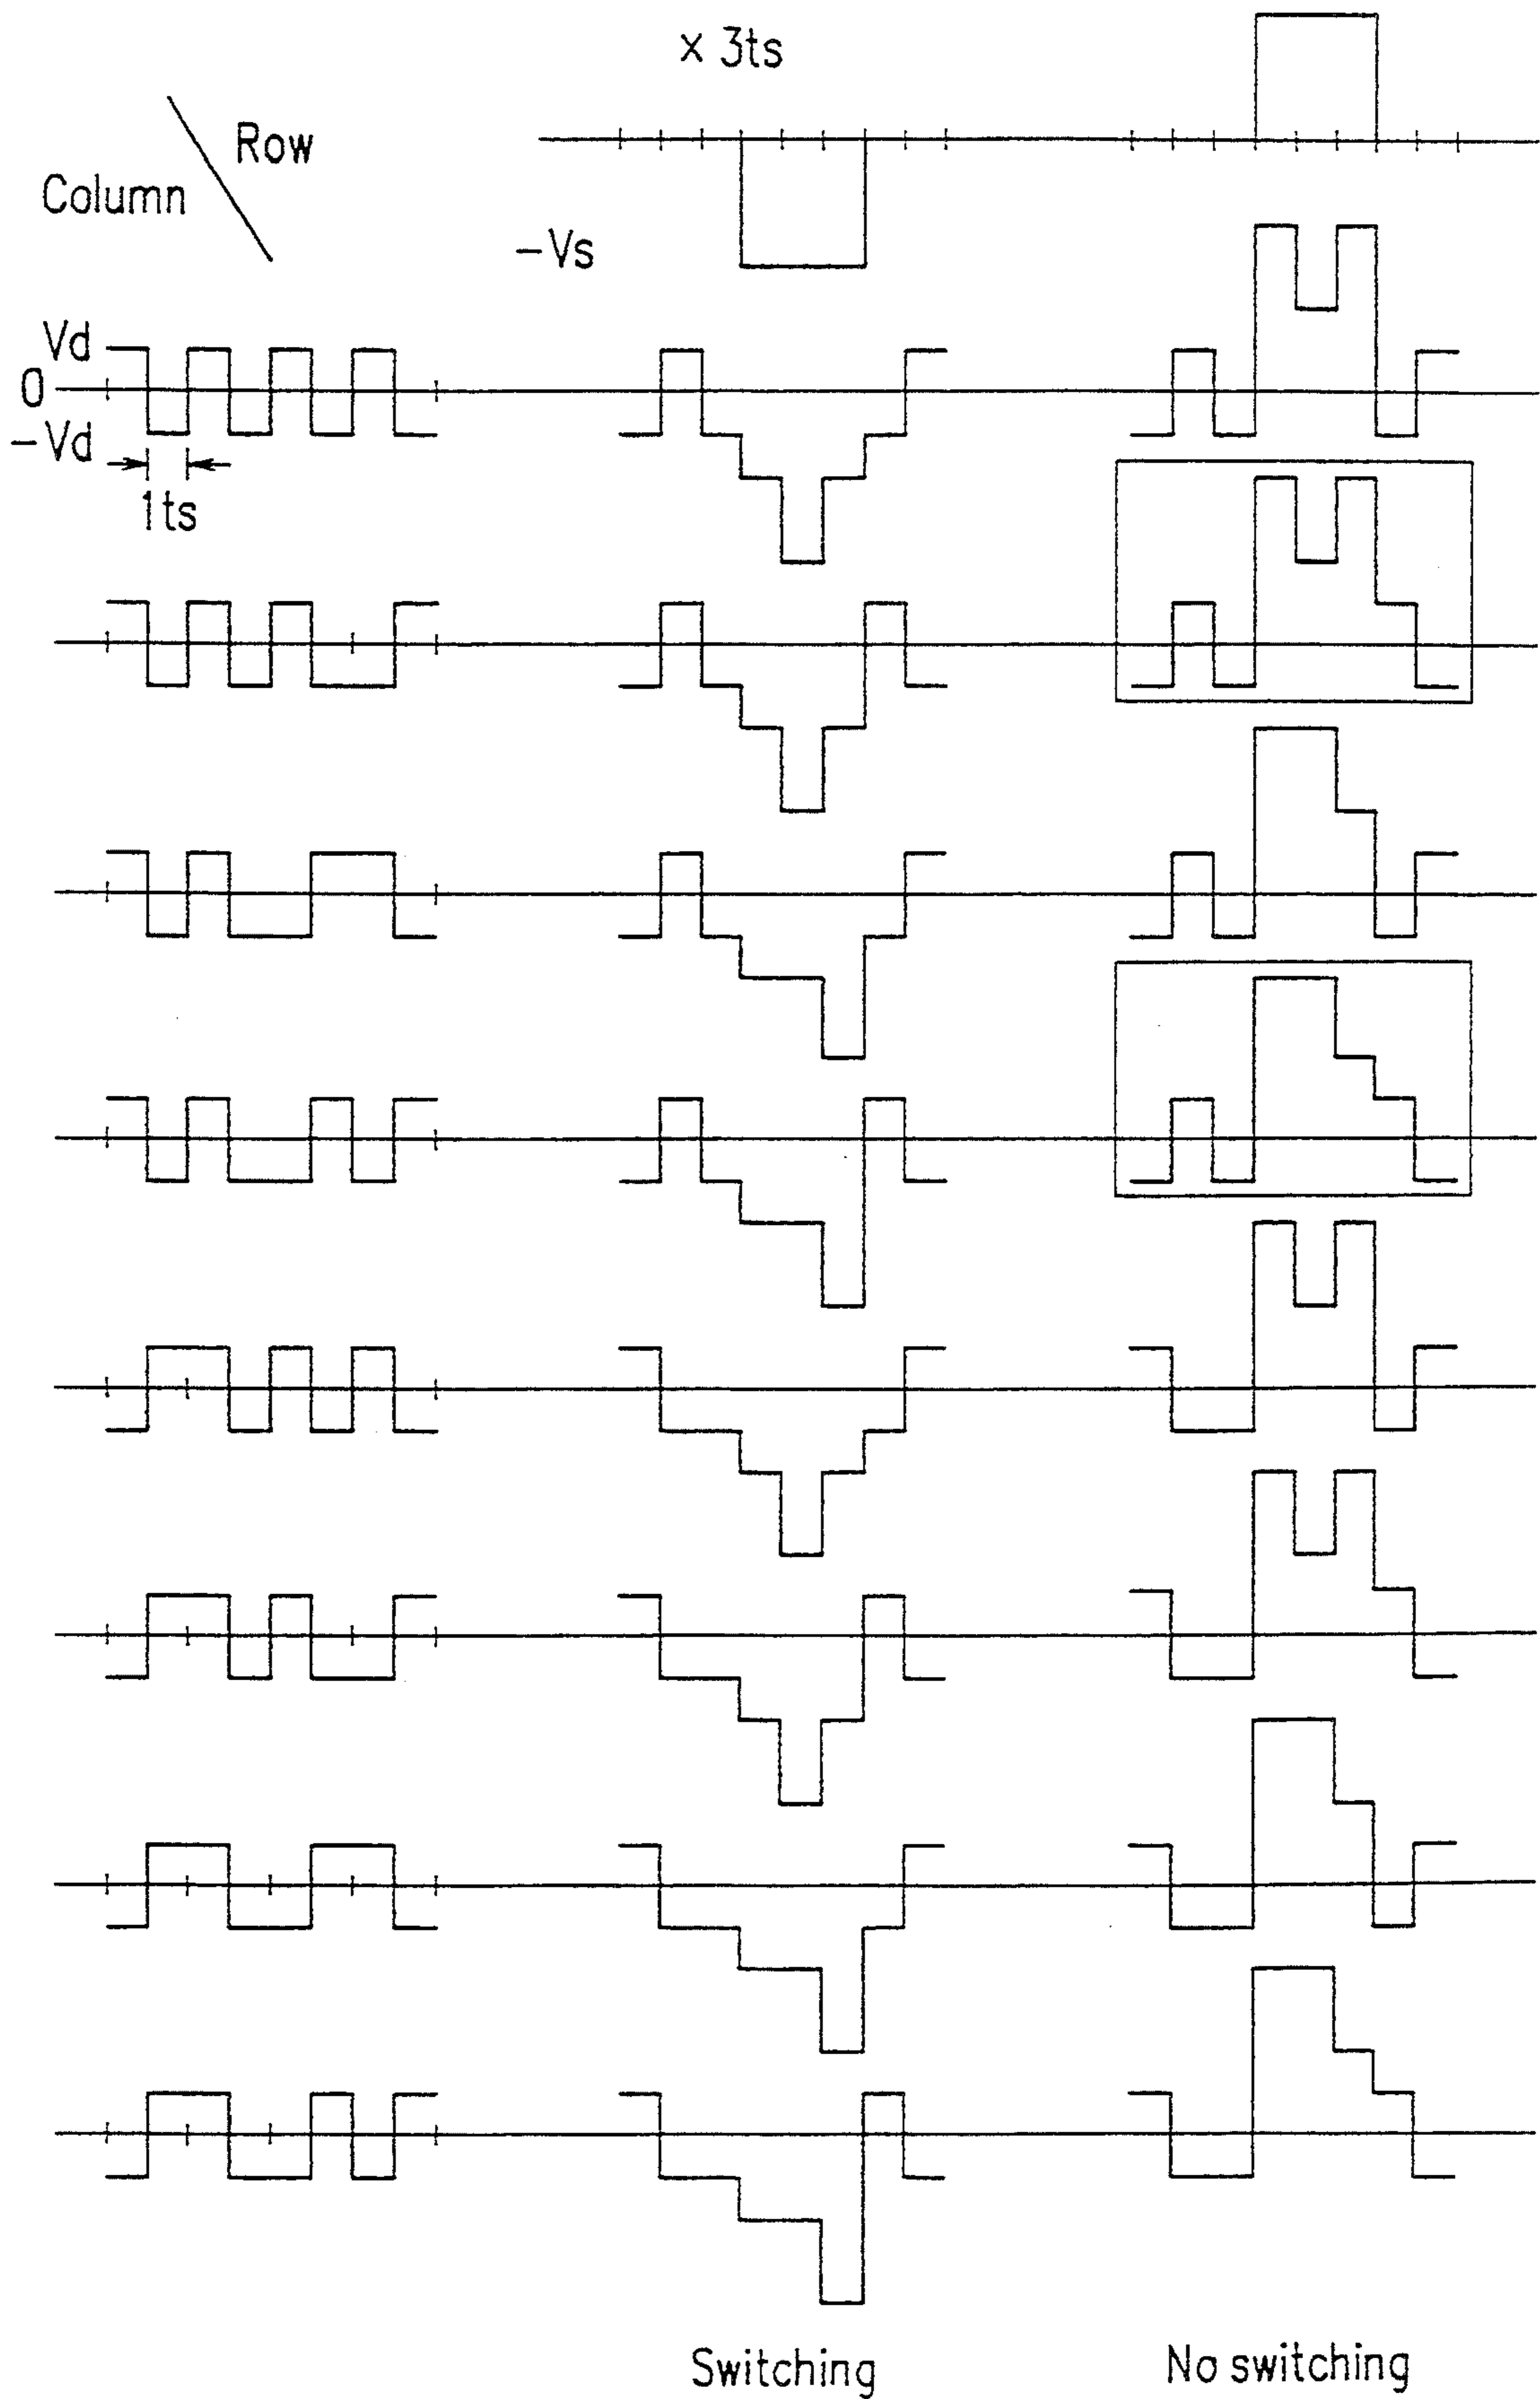 × 3ts
Row
Column
-Vs
Vd
0
-Vd
1ts
Switching
No switching